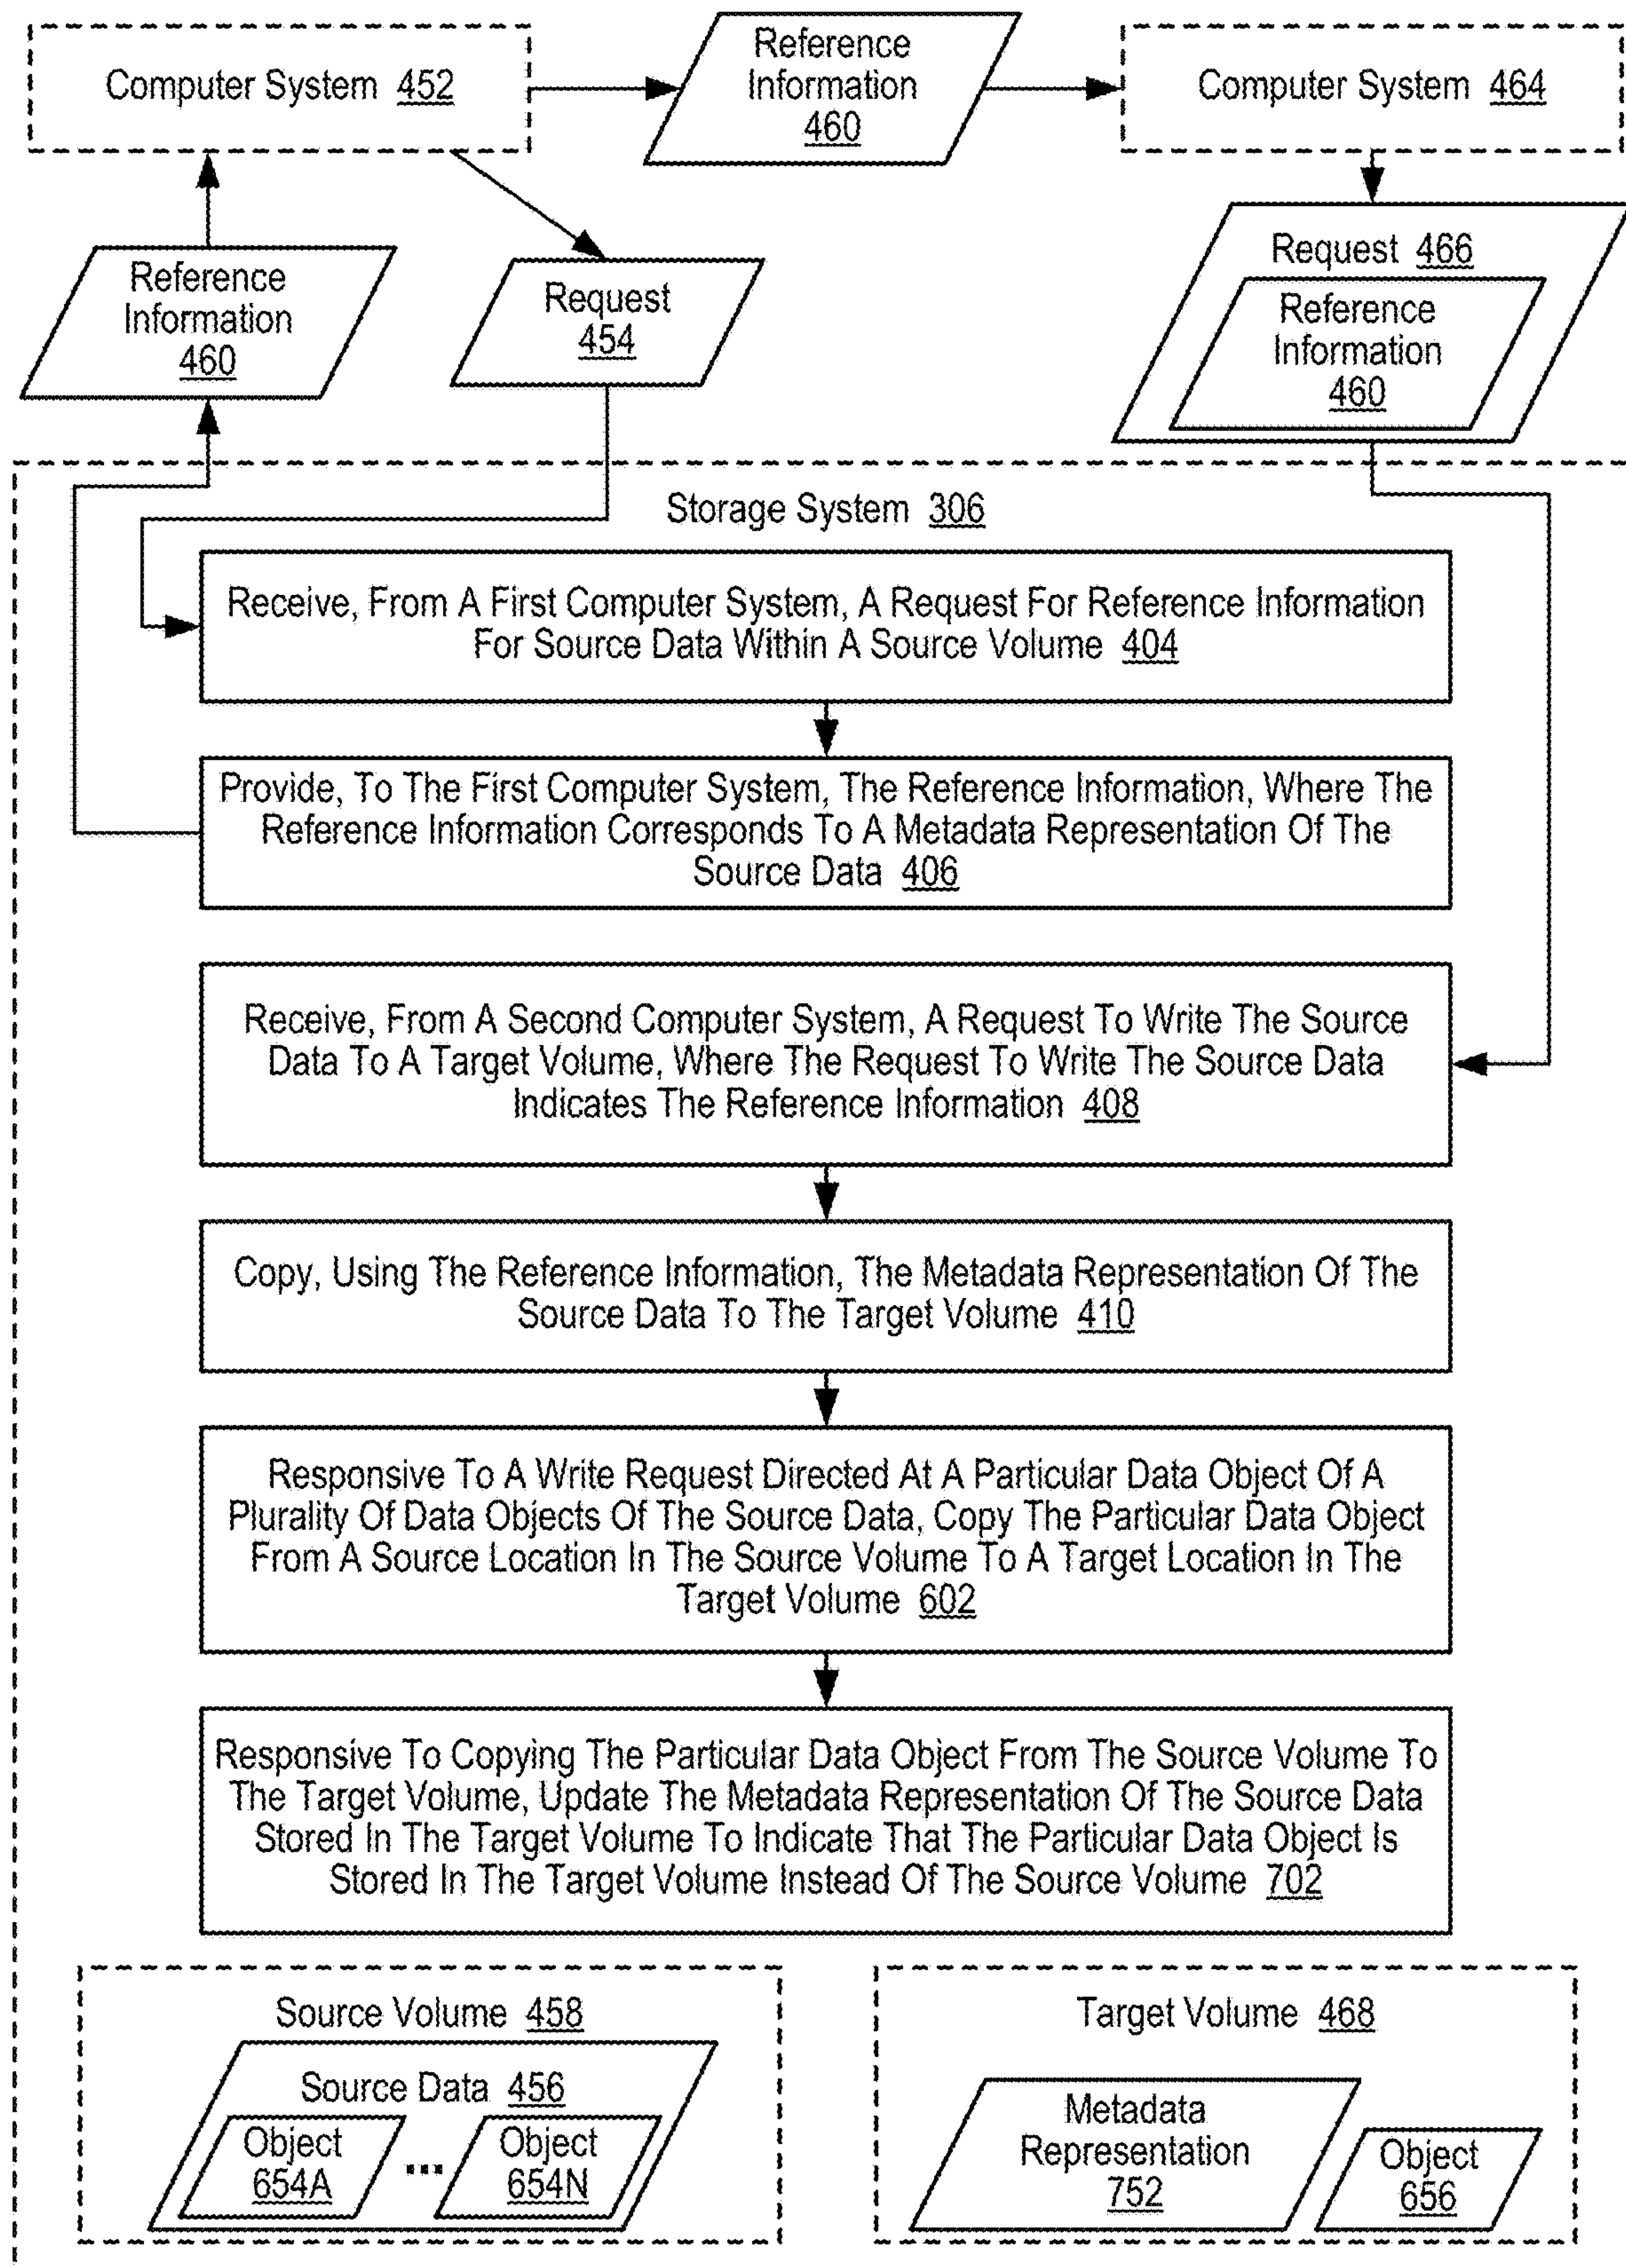 Computer System 452
Reference
Information
460
Computer System 464
Reference
Information
460
Request
454
Request 466
Reference
Information
460
Storage System 306
Receive, From A First Computer System, A Request For Reference Information
For Source Data Within A Source Volume 404
Provide, To The First Computer System, The Reference Information, Where The
Reference Information Corresponds To A Metadata Representation Of The
Source Data 406
Receive, From A Second Computer System, A Request To Write The Source
Data To A Target Volume, Where The Request To Write The Source Data
Indicates The Reference Information 408
Copy, Using The Reference Information, The Metadata Representation Of The
Source Data To The Target Volume 410
Responsive To A Write Request Directed At A Particular Data Object Of A
Plurality Of Data Objects Of The Source Data, Copy The Particular Data Object
From A Source Location In The Source Volume To A Target Location In The
Target Volume 602
Responsive To Copying The Particular Data Object From The Source Volume To
The Target Volume, Update The Metadata Representation Of The Source Data
Stored In The Target Volume To Indicate That The Particular Data Object Is
Stored In The Target Volume Instead Of The Source Volume 702
Source Volume 458
Source Data 456
Object
654A
...
Object
654N
Target Volume 468
Metadata
Representation
752
Object
656